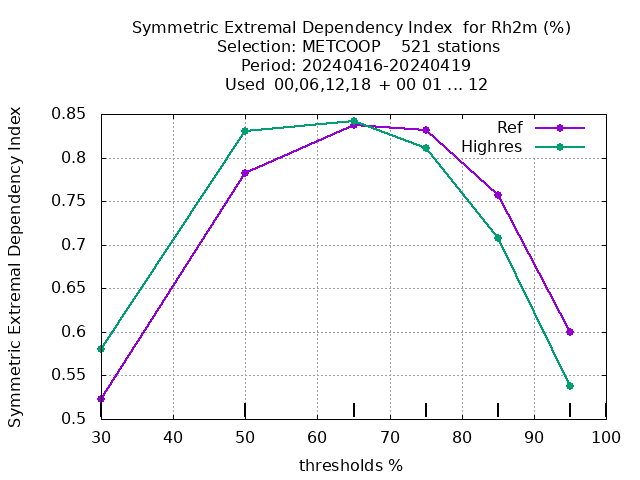 Symmetric Extremal Dependency Index  for Rh2m (%)
Selection: METCOOP    521 stations
Period: 20240416-20240419
Used  00,06,12,18 + 00 01 ... 12
Symmetric Extremal Dependency Index
0.85
0.8
0.75
0.7
0.65
0.6
0.55
0.5
Ref
Highres
30 40 50 60 70 80 90 100
thresholds %